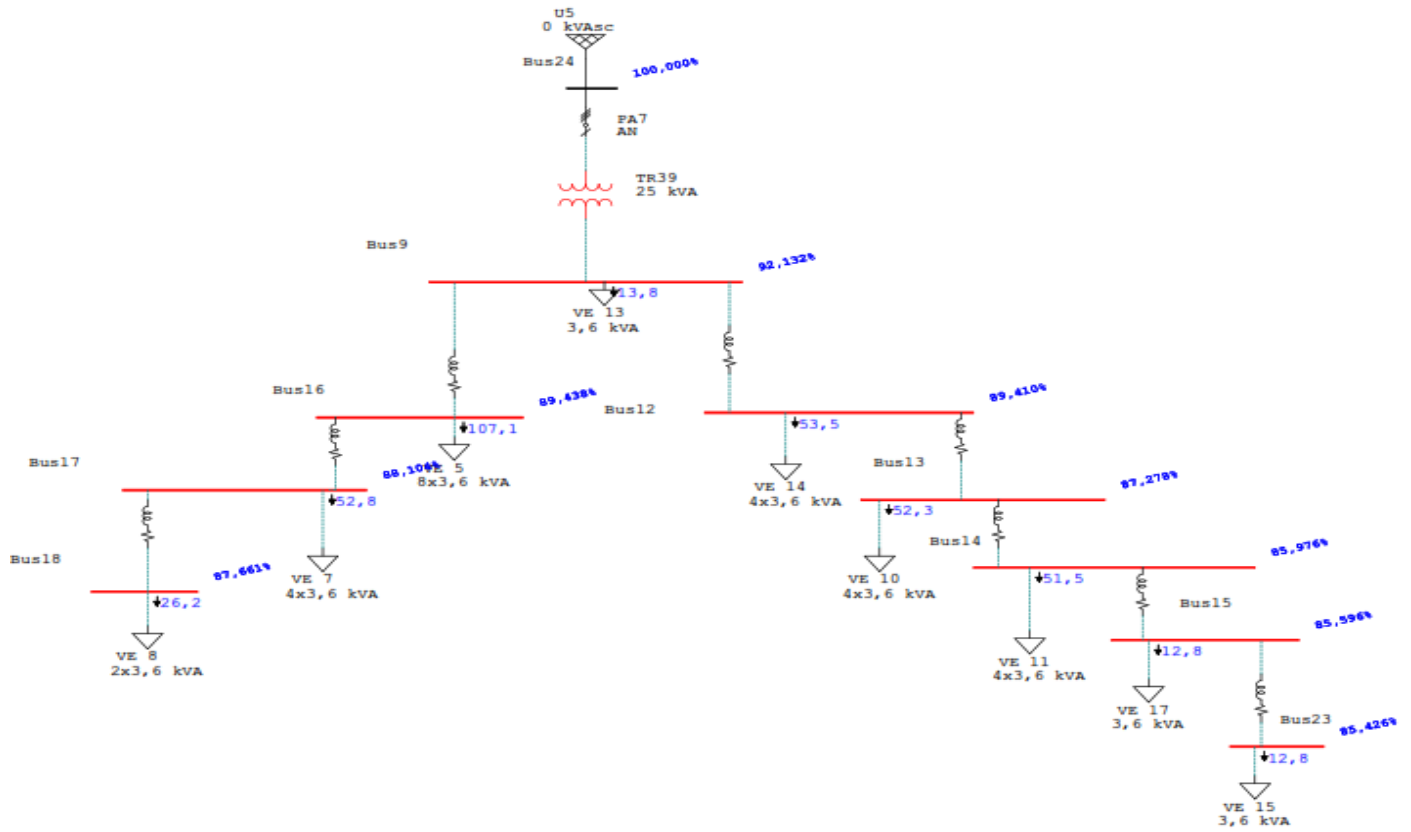 U5
0 kVAsc
Bus24
100,000%
PA7
AN
TR39
25 kVA
Bus9
92,132%
13,8
VE 13
3,6 kVA
Bus16
89,438%
107,1
VE 5
8x3,6 kVA
Bus12
89,410%
53,5
VE 14
4x3,6 kVA
Bus17
88,104%
52,8
VE 7
4x3,6 kVA
Bus13
87,278%
52,3
VE 10
4x3,6 kVA
Bus18
87,661%
26,2
VE 8
2x3,6 kVA
Bus14
85,976%
51,5
VE 11
4x3,6 kVA
Bus15
85,596%
12,8
VE 17
3,6 kVA
Bus23
85,426%
12,8
VE 15
3,6 kVA